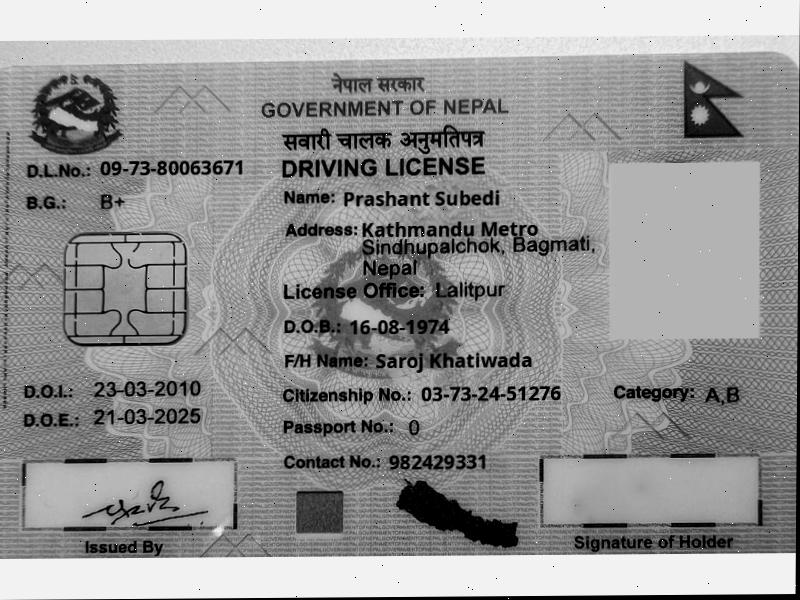 नेपाल सरकार
GOVERNMENT OF NEPAL
सवारी चालक अनुमतिपत्र
DRIVING LICENSE
D.L.No.: 09-73-80063671
B.G.: B+
Name: Prashant Subedi
Address: Kathmandu Metro
Sindhupalchok, Bagmati,
Nepal
License Office: Lalitpur
D.O.B.: 16-08-1974
F/H Name: Saroj Khatiwada
D.O.I.: 23-03-2010
Citizenship No.: 03-73-24-51276
Category: A,B
D.O.E.: 21-03-2025
Passport No.: 0
Contact No.: 982429331
Issued By
Signature of Holder